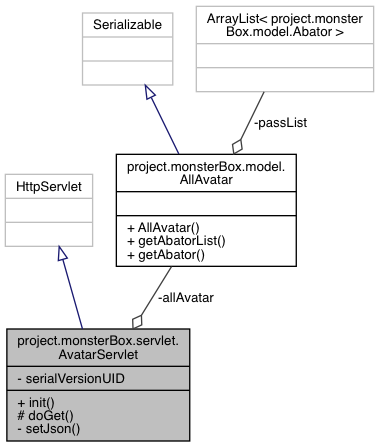 Serializable
ArrayList< project.monster
Box.model.Abator >
-passList
project.monsterBox.model.
AllAvatar
+ AllAvatar()
+ getAbatorList()
+ getAbator()
HttpServlet
-allAvatar
project.monsterBox.servlet.
AvatarServlet
- serialVersionUID
+ init()
# doGet()
- setJson()